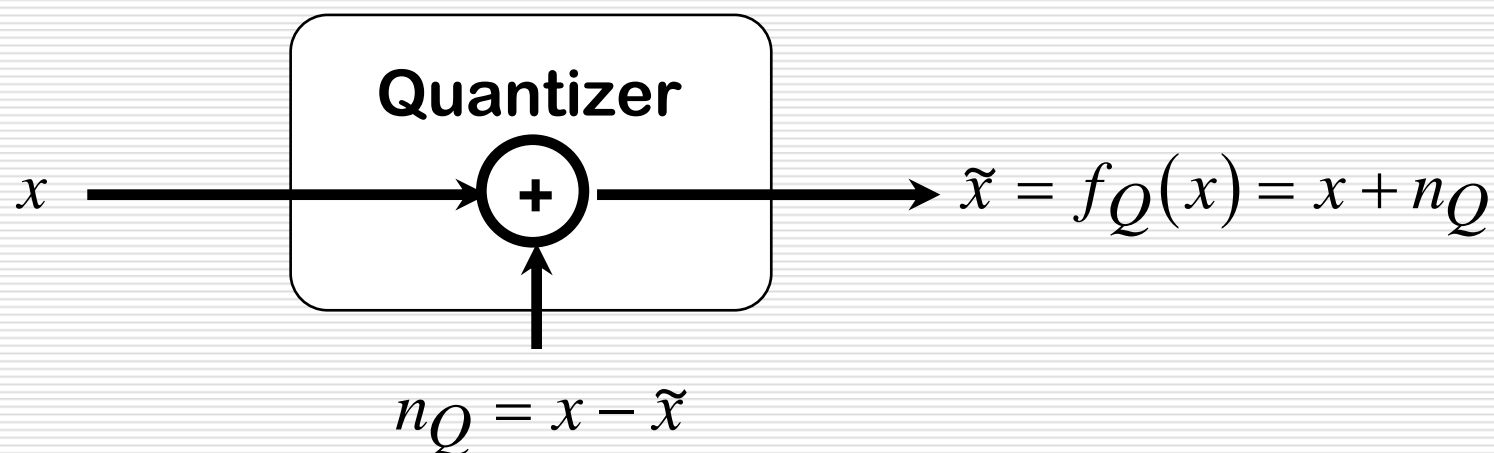 Quantizer
x + x̃ = f_Q(x) = x + n_Q
n_Q = x − x̃